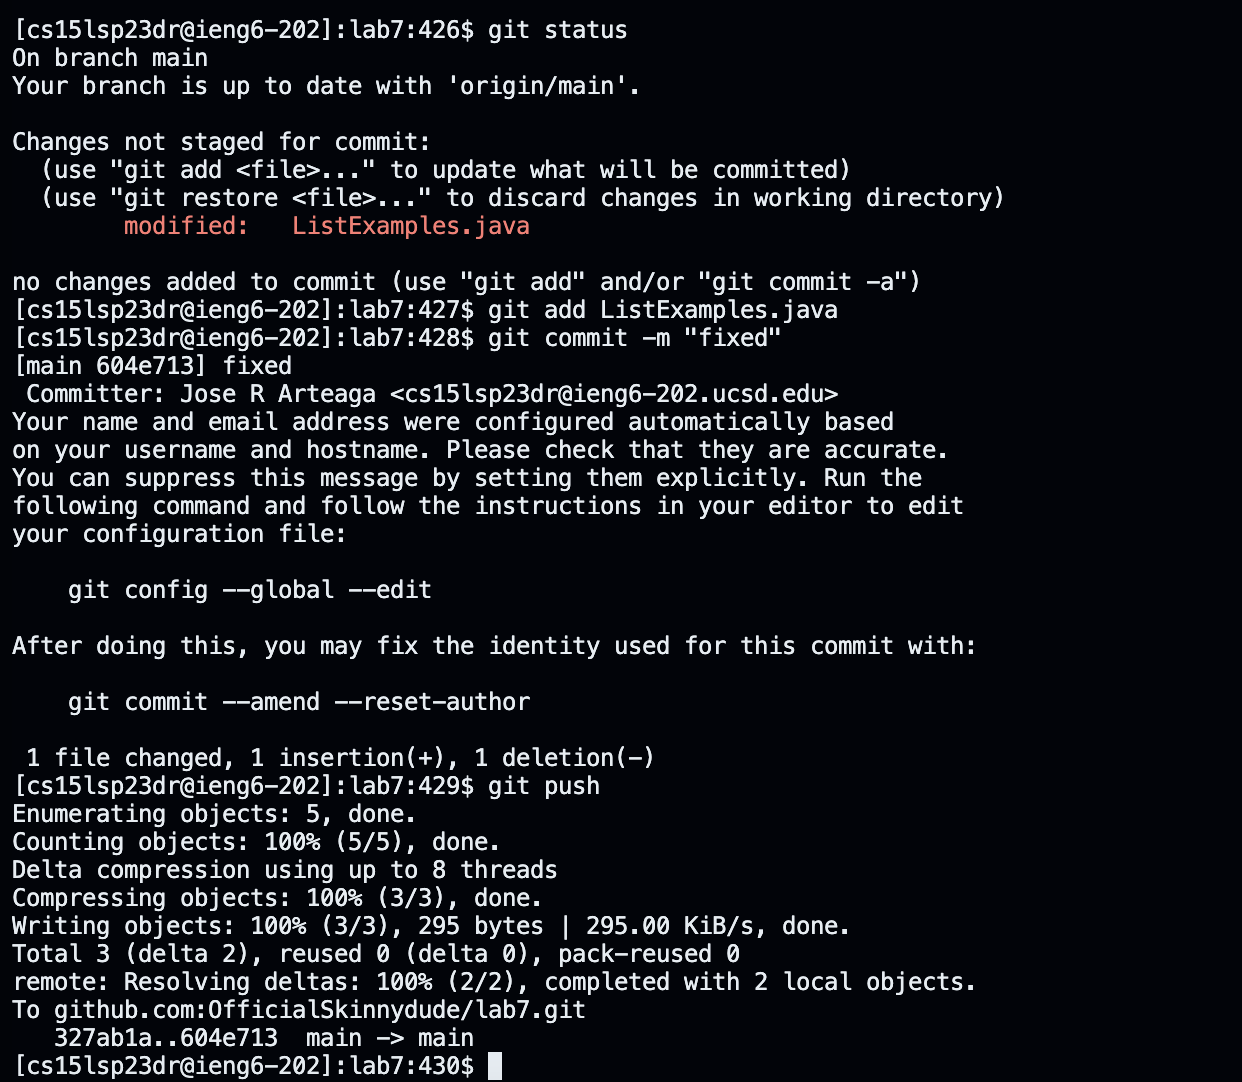 [cs15lsp23dr@ieng6-202]:lab7:426$ git status
On branch main
Your branch is up to date with 'origin/main'.

Changes not staged for commit:
  (use "git add <file>..." to update what will be committed)
  (use "git restore <file>..." to discard changes in working directory)
        modified:   ListExamples.java

no changes added to commit (use "git add" and/or "git commit -a")
[cs15lsp23dr@ieng6-202]:lab7:427$ git add ListExamples.java
[cs15lsp23dr@ieng6-202]:lab7:428$ git commit -m "fixed"
[main 604e713] fixed
 Committer: Jose R Arteaga <cs15lsp23dr@ieng6-202.ucsd.edu>
Your name and email address were configured automatically based
on your username and hostname. Please check that they are accurate.
You can suppress this message by setting them explicitly. Run the
following command and follow the instructions in your editor to edit
your configuration file:

    git config --global --edit

After doing this, you may fix the identity used for this commit with:

    git commit --amend --reset-author

 1 file changed, 1 insertion(+), 1 deletion(-)
[cs15lsp23dr@ieng6-202]:lab7:429$ git push
Enumerating objects: 5, done.
Counting objects: 100% (5/5), done.
Delta compression using up to 8 threads
Compressing objects: 100% (3/3), done.
Writing objects: 100% (3/3), 295 bytes | 295.00 KiB/s, done.
Total 3 (delta 2), reused 0 (delta 0), pack-reused 0
remote: Resolving deltas: 100% (2/2), completed with 2 local objects.
To github.com:OfficialSkinnydude/lab7.git
   327ab1a..604e713  main -> main
[cs15lsp23dr@ieng6-202]:lab7:430$